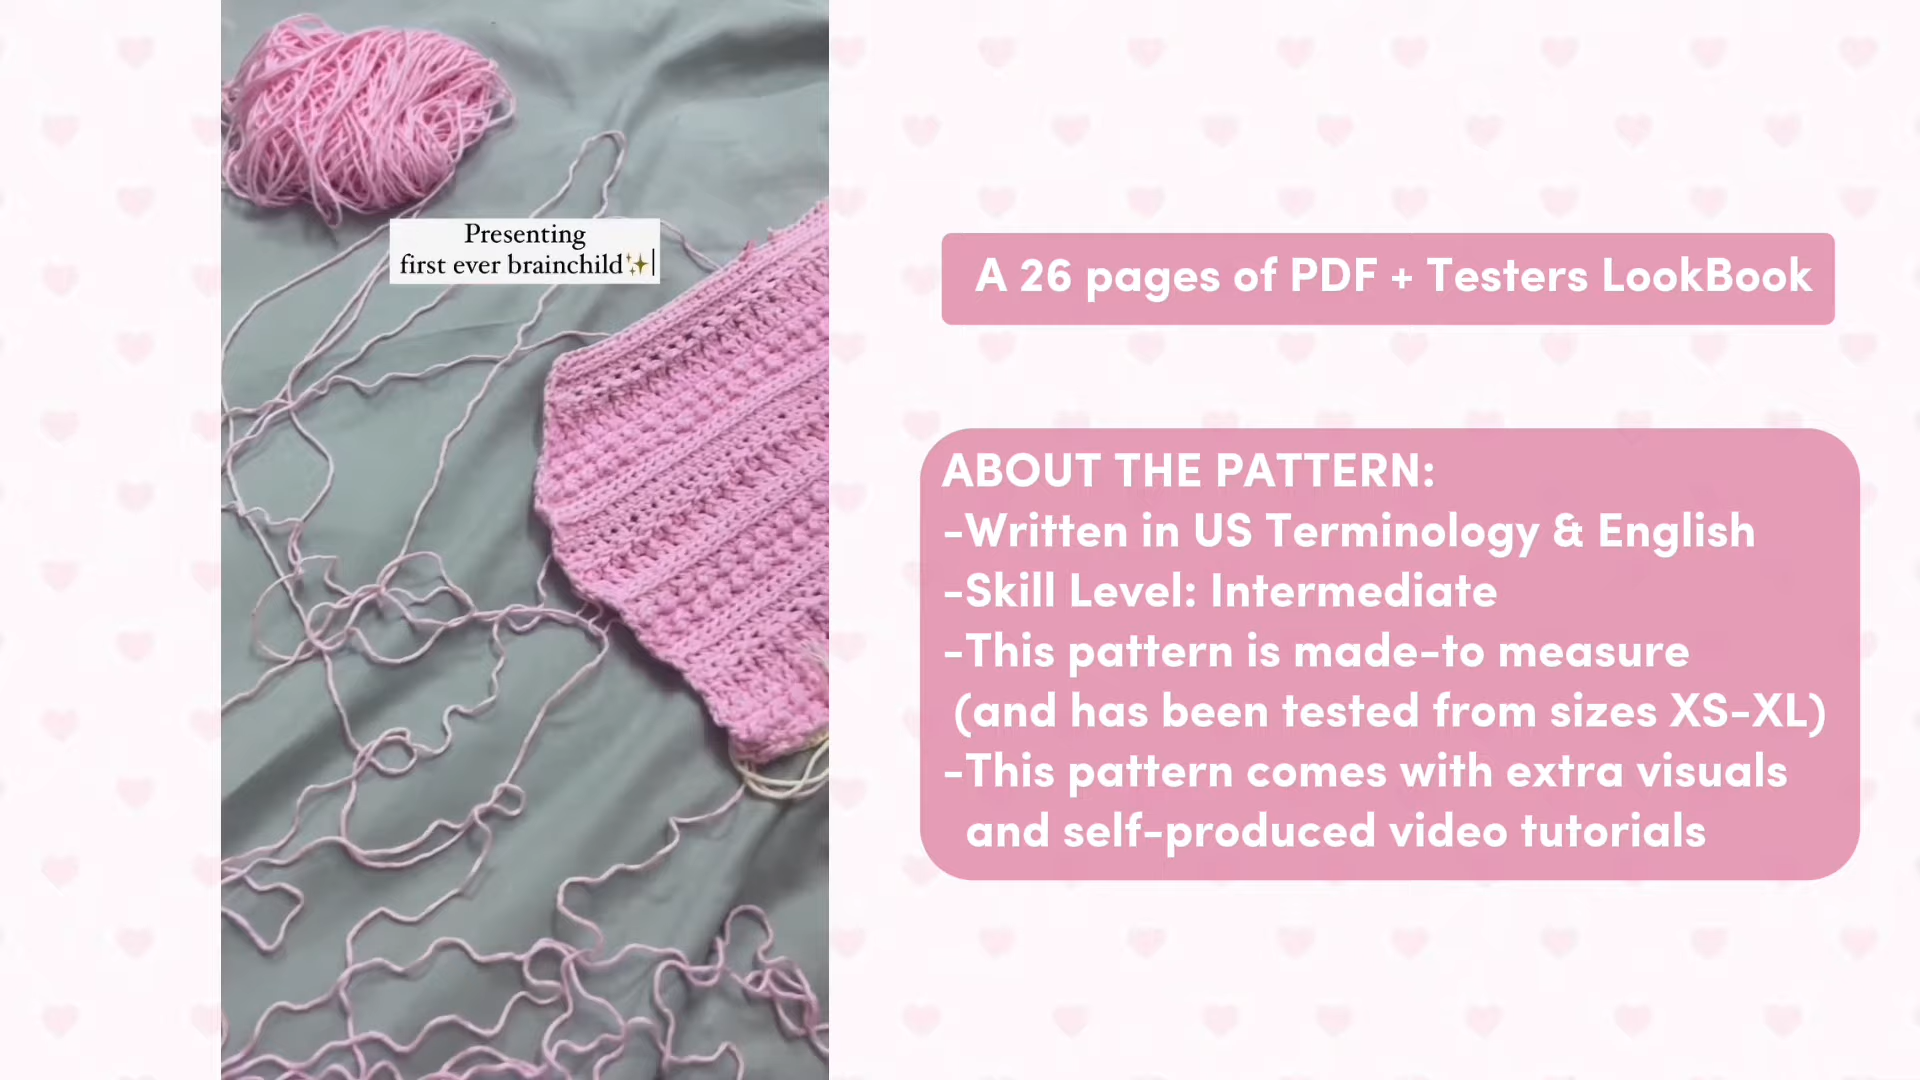 Presenting
first ever brainchild✨|
A 26 pages of PDF + Testers LookBook
ABOUT THE PATTERN:
-Written in US Terminology & English
-Skill Level: Intermediate
-This pattern is made-to measure
(and has been tested from sizes XS-XL)
-This pattern comes with extra visuals
and self-produced video tutorials